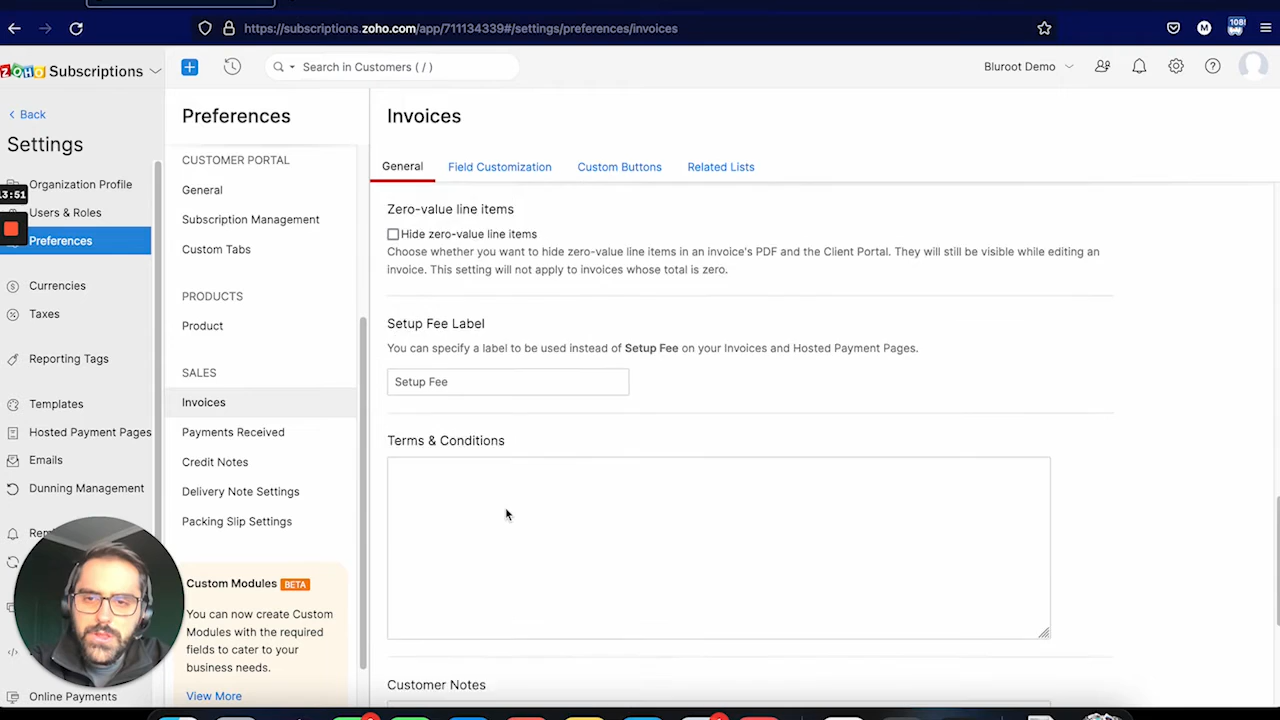 https://subscriptions.zoho.com/app/711134339#/settings/preferences/invoices
M
108!
ZOHO Subscriptions
Search in Customers ( / )
Bluroot Demo
Back
Settings
13:51
Organization Profile
Users & Roles
Preferences
Currencies
Taxes
Reporting Tags
Templates
Hosted Payment Pages
Emails
Dunning Management
Online Payments
Preferences
CUSTOMER PORTAL
General
Subscription Management
Custom Tabs
PRODUCTS
Product
SALES
Invoices
Payments Received
Credit Notes
Delivery Note Settings
Packing Slip Settings
Custom Modules BETA
You can now create Custom
Modules with the required
fields to cater to your
business needs.
View More
Invoices
General Field Customization Custom Buttons Related Lists
Zero-value line items
Hide zero-value line items
Choose whether you want to hide zero-value line items in an invoice's PDF and the Client Portal. They will still be visible while editing an
invoice. This setting will not apply to invoices whose total is zero.
Setup Fee Label
You can specify a label to be used instead of Setup Fee on your Invoices and Hosted Payment Pages.
Setup Fee
Terms & Conditions
Customer Notes